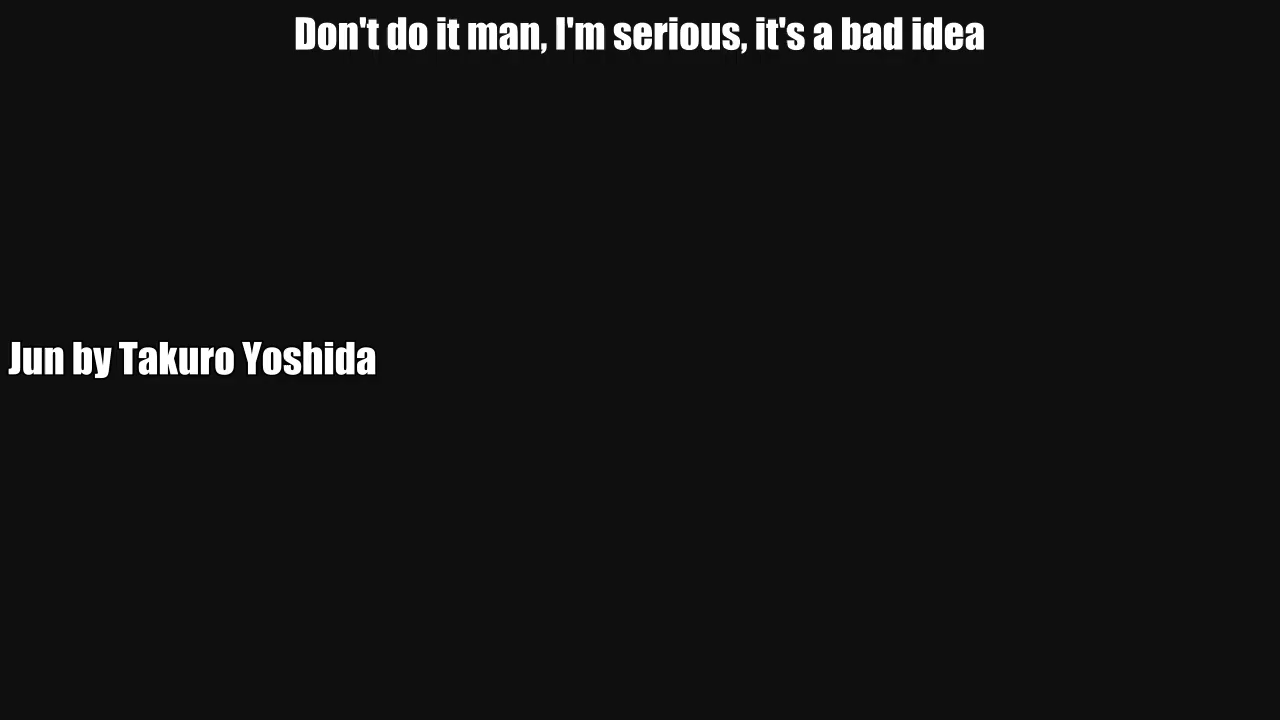 Don't do it man, I'm serious, it's a bad idea
Jun by Takuro Yoshida